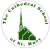 The Cathedral School
of St. Mary